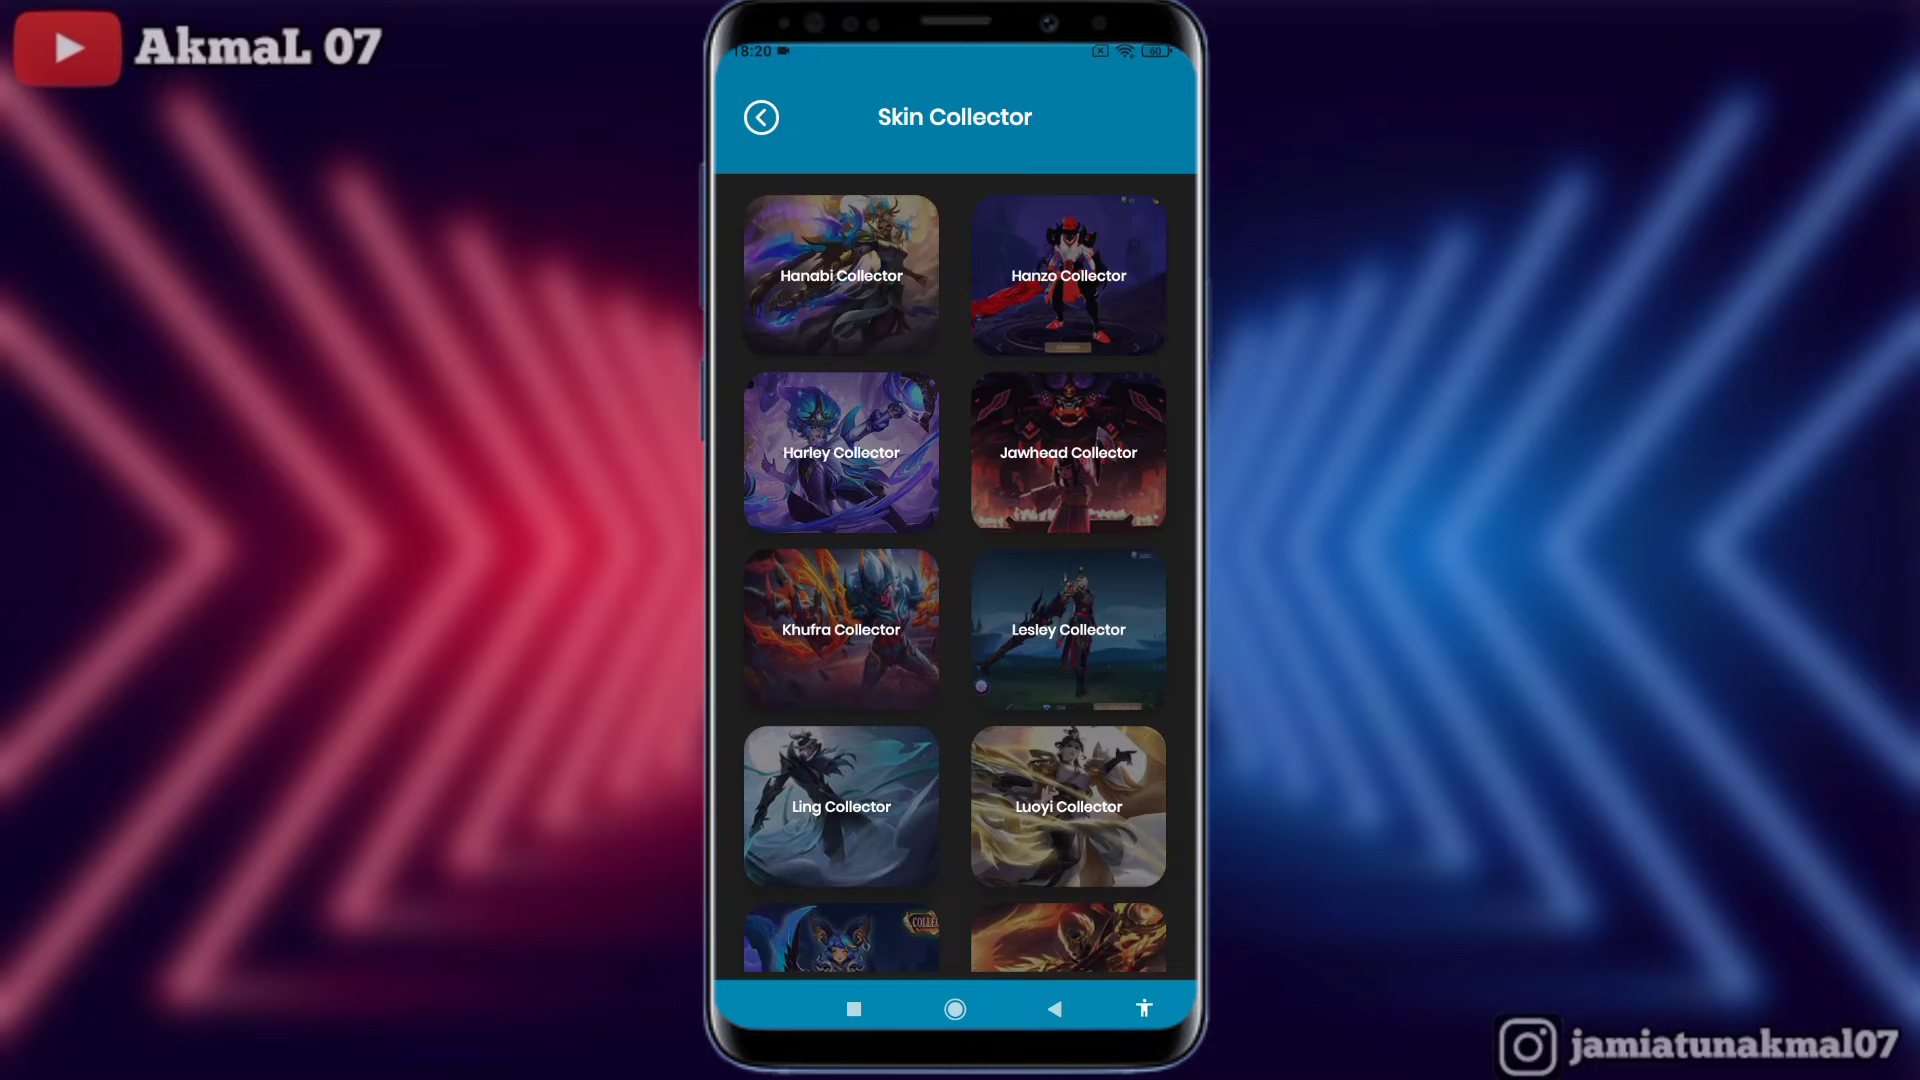 AkmaL 07
18:20
60
Skin Collector
Hanabi Collector
Hanzo Collector
Harley Collector
Jawhead Collector
Khufra Collector
Lesley Collector
Ling Collector
Luoyi Collector
jamiatunakmal07